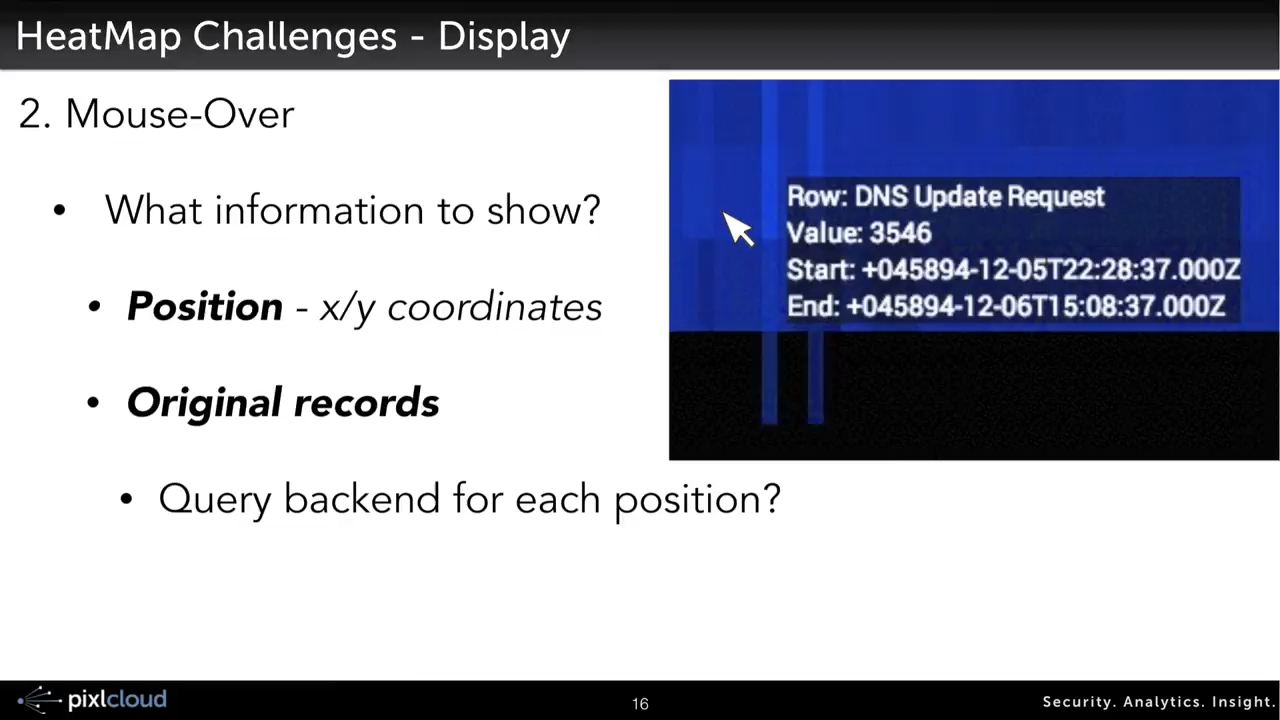 HeatMap Challenges - Display
2. Mouse-Over
• What information to show?
• Position - x/y coordinates
• Original records
• Query backend for each position?
Row: DNS Update Request
Value: 3546
Start: +045894-12-05T22:28:37.000Z
End: +045894-12-06T15:08:37.000Z
pixlcloud
16
Security. Analytics. Insight.